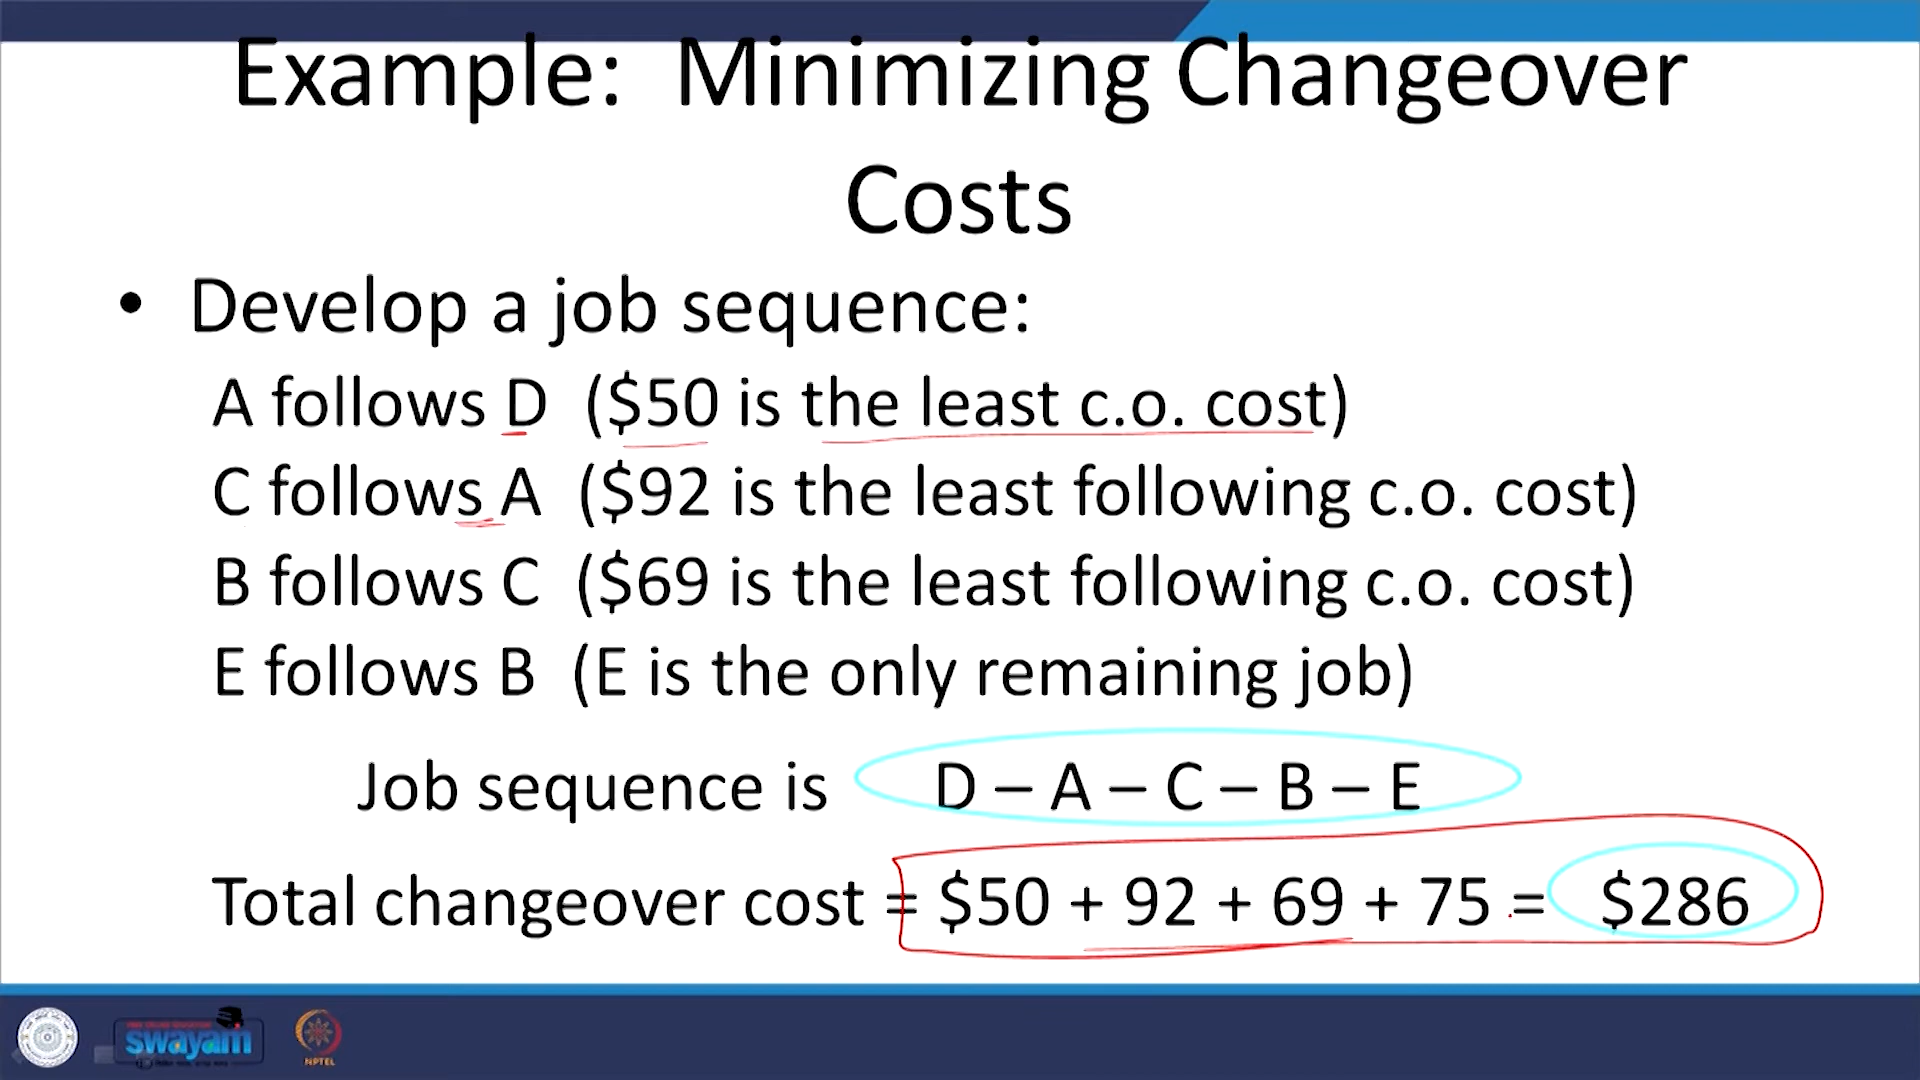 Example: Minimizing Changeover
Costs
• Develop a job sequence:
A follows D ($50 is the least c.o. cost)
C follows A ($92 is the least following c.o. cost)
B follows C ($69 is the least following c.o. cost)
E follows B (E is the only remaining job)
Job sequence is D – A – C – B – E
Total changeover cost = $50 + 92 + 69 + 75 = $286
swayam
NPTEL